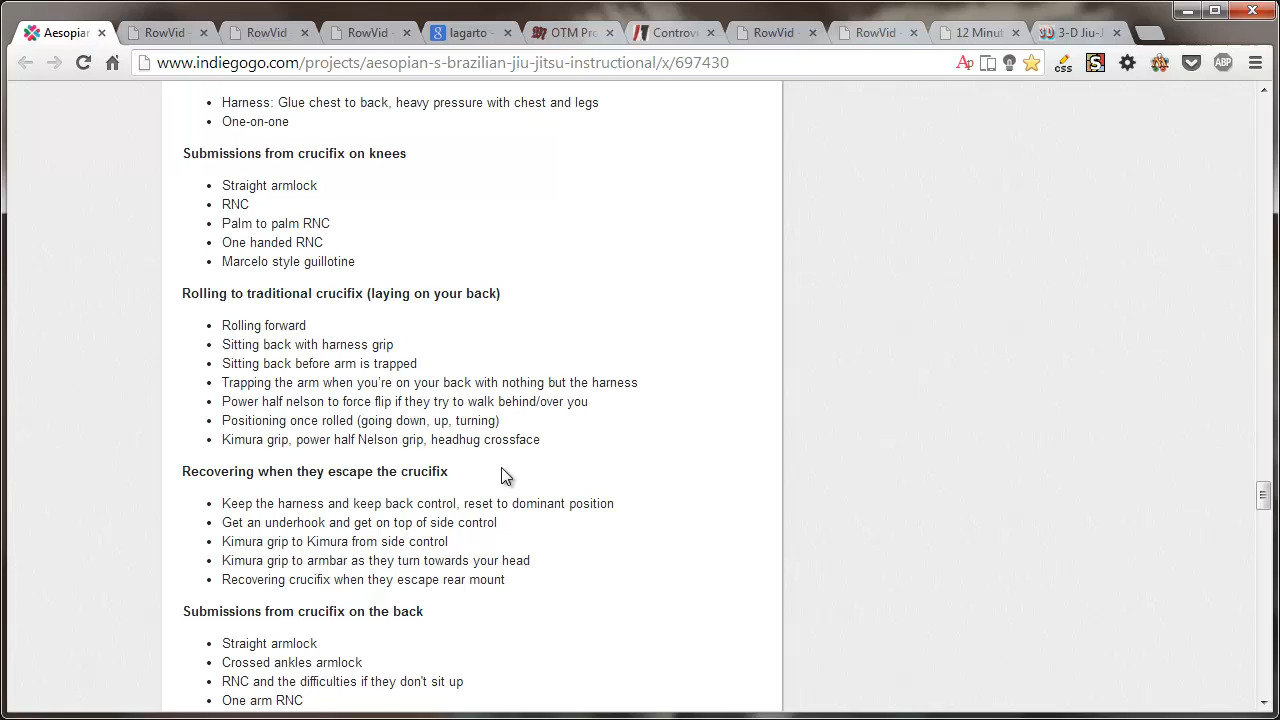 Aesopian
RowVid
RowVid
RowVid
lagarto -
OTM Pro
Controv
RowVid
RowVid
12 Minut
3-D Jiu-J
www.indiegogo.com/projects/aesopian-s-brazilian-jiu-jitsu-instructional/x/697430
Ap
css
S
ABP
Harness: Glue chest to back, heavy pressure with chest and legs
One-on-one
Submissions from crucifix on knees
Straight armlock
RNC
Palm to palm RNC
One handed RNC
Marcelo style guillotine
Rolling to traditional crucifix (laying on your back)
Rolling forward
Sitting back with harness grip
Sitting back before arm is trapped
Trapping the arm when you're on your back with nothing but the harness
Power half nelson to force flip if they try to walk behind/over you
Positioning once rolled (going down, up, turning)
Kimura grip, power half Nelson grip, headhug crossface
Recovering when they escape the crucifix
Keep the harness and keep back control, reset to dominant position
Get an underhook and get on top of side control
Kimura grip to Kimura from side control
Kimura grip to armbar as they turn towards your head
Recovering crucifix when they escape rear mount
Submissions from crucifix on the back
Straight armlock
Crossed ankles armlock
RNC and the difficulties if they don't sit up
One arm RNC